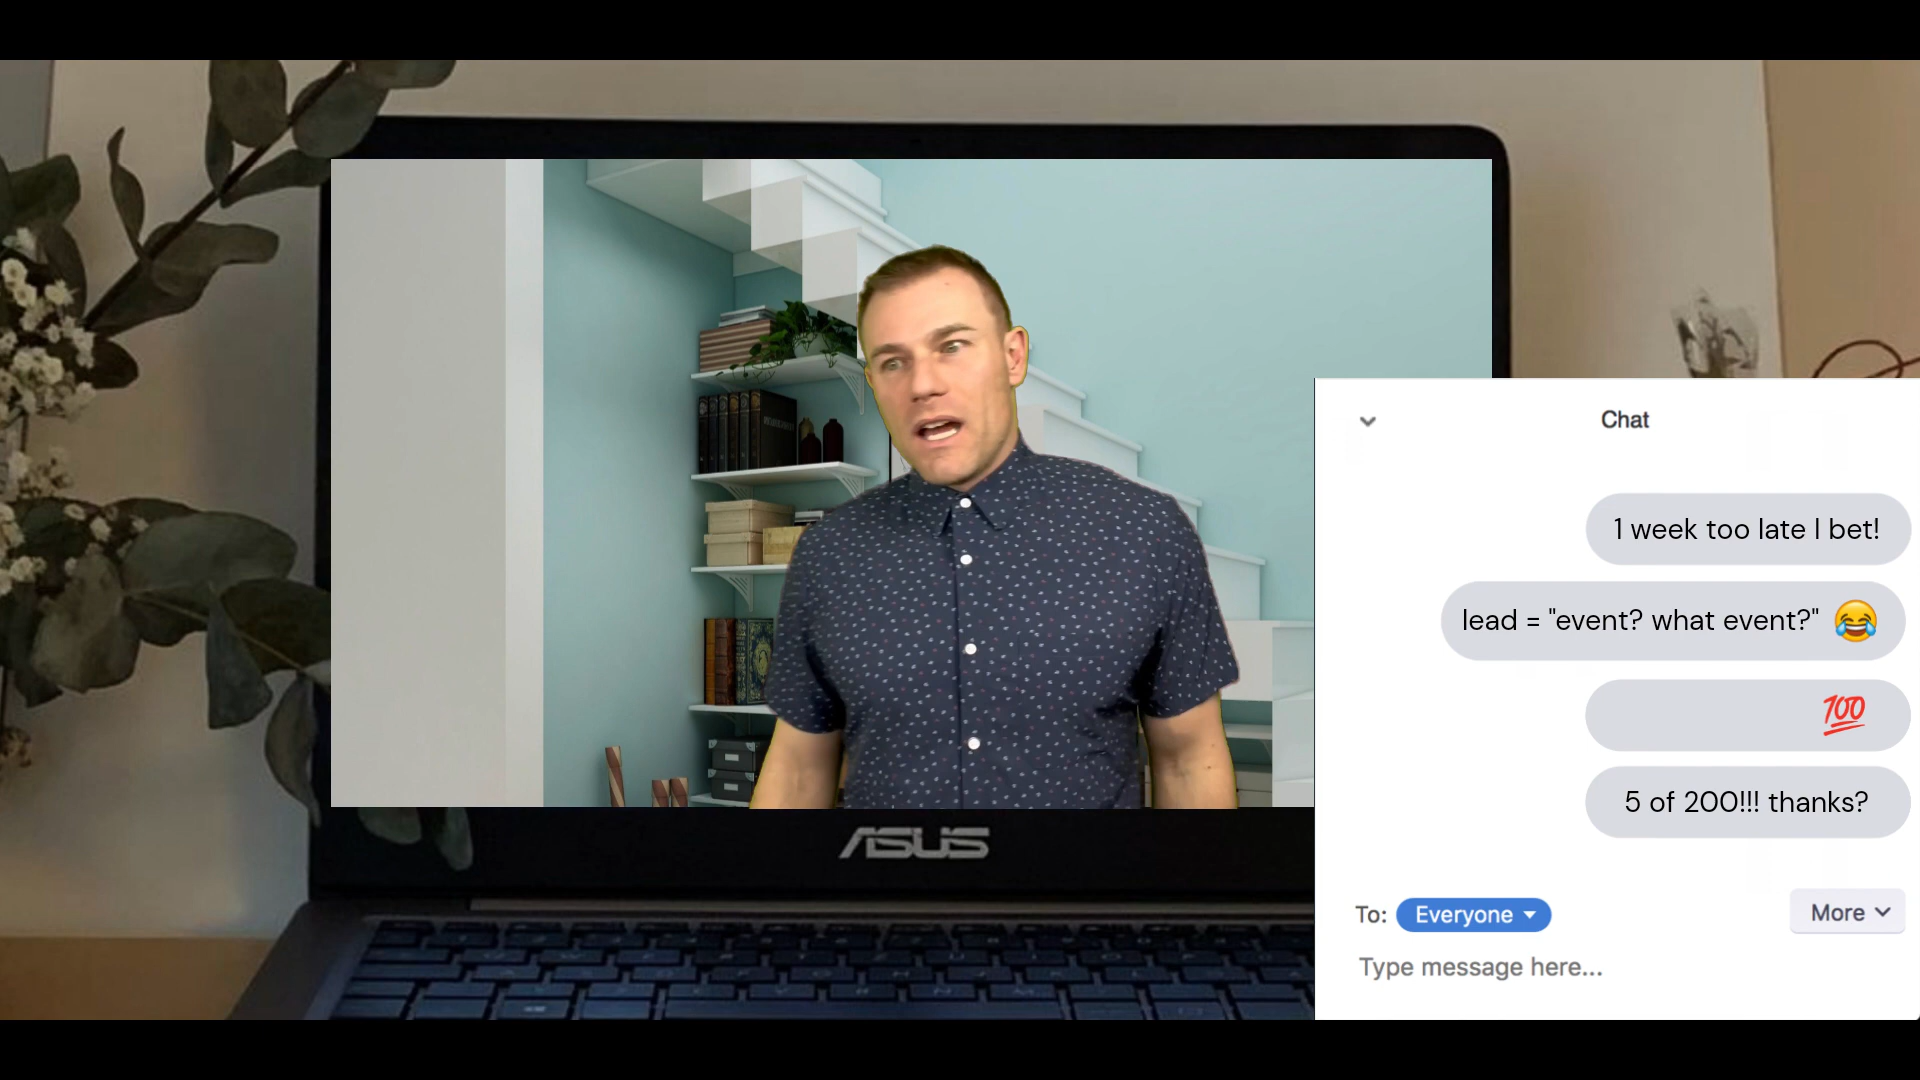 Chat
1 week too late I bet!
lead = "event? what event?" 😂
💯
5 of 200!!! thanks?
To: Everyone
More
Type message here...
ASUS